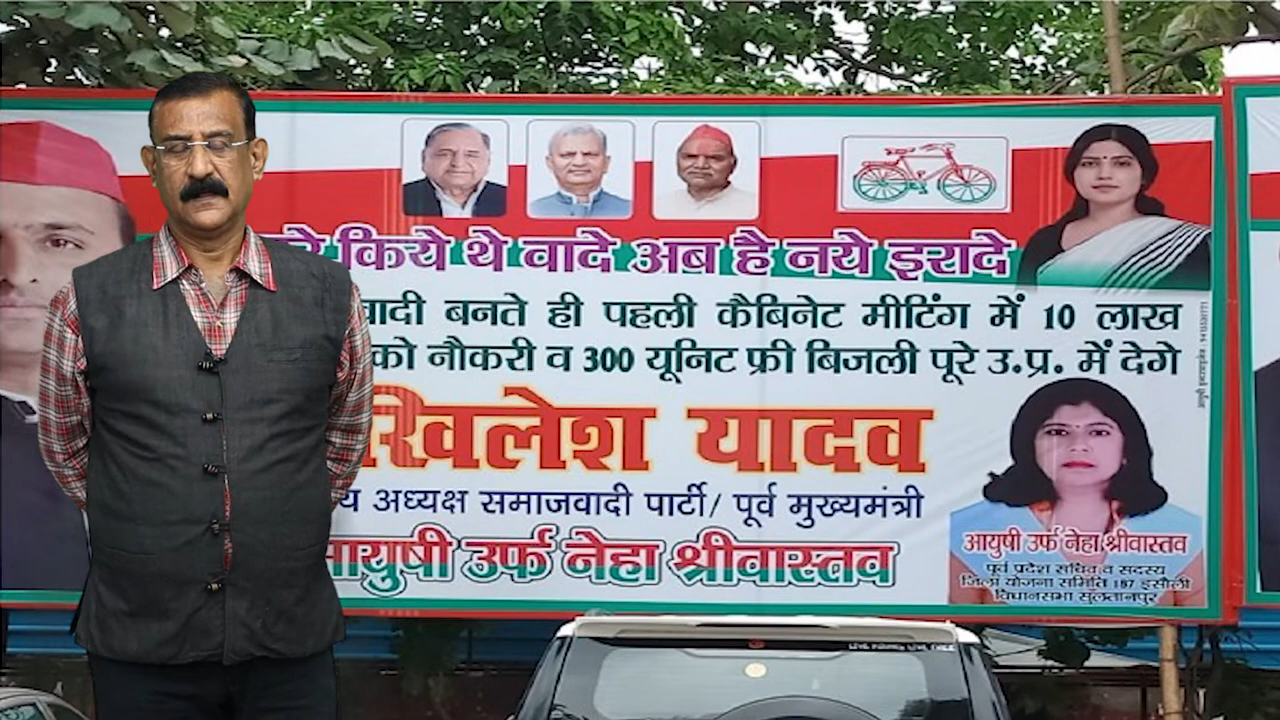 किये थे वादे अब है नये इरादे
बनते ही पहली कैबिनेट मीटिंग में 10 लाख
को नौकरी व 300 यूनिट फ्री बिजली पूरे उ.प्र. में देगे
यादव
अध्यक्ष समाजवादी पार्टी/ पूर्व मुख्यमंत्री
आयुषी उर्फ नेहा श्रीवास्तव
आयुषी उर्फ नेहा श्रीवास्तव
पूर्व प्रदेश सचिव व सदस्य
जिला योजना समिति 187 इसौली
विधानसभा सुलतानपुर